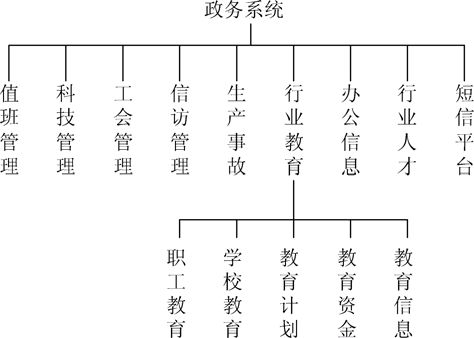 政务系统
值班管理
科技管理
工会管理
信访管理
生产事故
行业教育
办公信息
行业人才
短信平台
职工教育
学校教育
教育计划
教育资金
教育信息